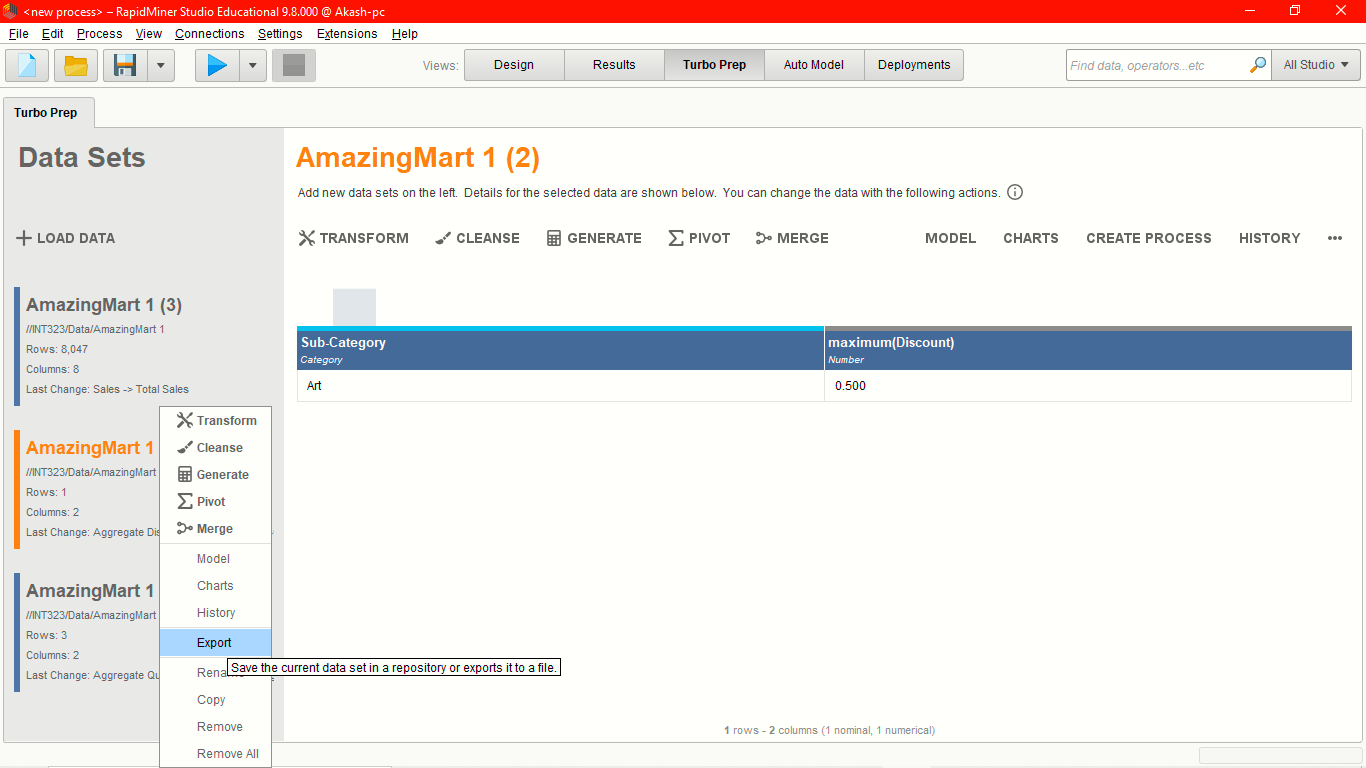 <new process> – RapidMiner Studio Educational 9.8.000 @ Akash-pc
File Edit Process View Connections Settings Extensions Help
Views: Design Results Turbo Prep Auto Model Deployments Find data, operators...etc All Studio
Turbo Prep
Data Sets
AmazingMart 1 (2)
Add new data sets on the left. Details for the selected data are shown below. You can change the data with the following actions.
LOAD DATA
TRANSFORM CLEANSE GENERATE PIVOT MERGE MODEL CHARTS CREATE PROCESS HISTORY
AmazingMart 1 (3)
//INT323/Data/AmazingMart 1
Rows: 8,047
Columns: 8
Last Change: Sales -> Total Sales
AmazingMart 1
//INT323/Data/AmazingMart
Rows: 1
Columns: 2
Last Change: Aggregate Dis
AmazingMart 1
//INT323/Data/AmazingMart
Rows: 3
Columns: 2
Last Change: Aggregate Qu
Transform
Cleanse
Generate
Pivot
Merge
Model
Charts
History
Export
Save the current data set in a repository or exports it to a file.
Copy
Remove
Remove All
Sub-Category maximum(Discount)
Category Number
Art 0.500
1 rows - 2 columns (1 nominal, 1 numerical)